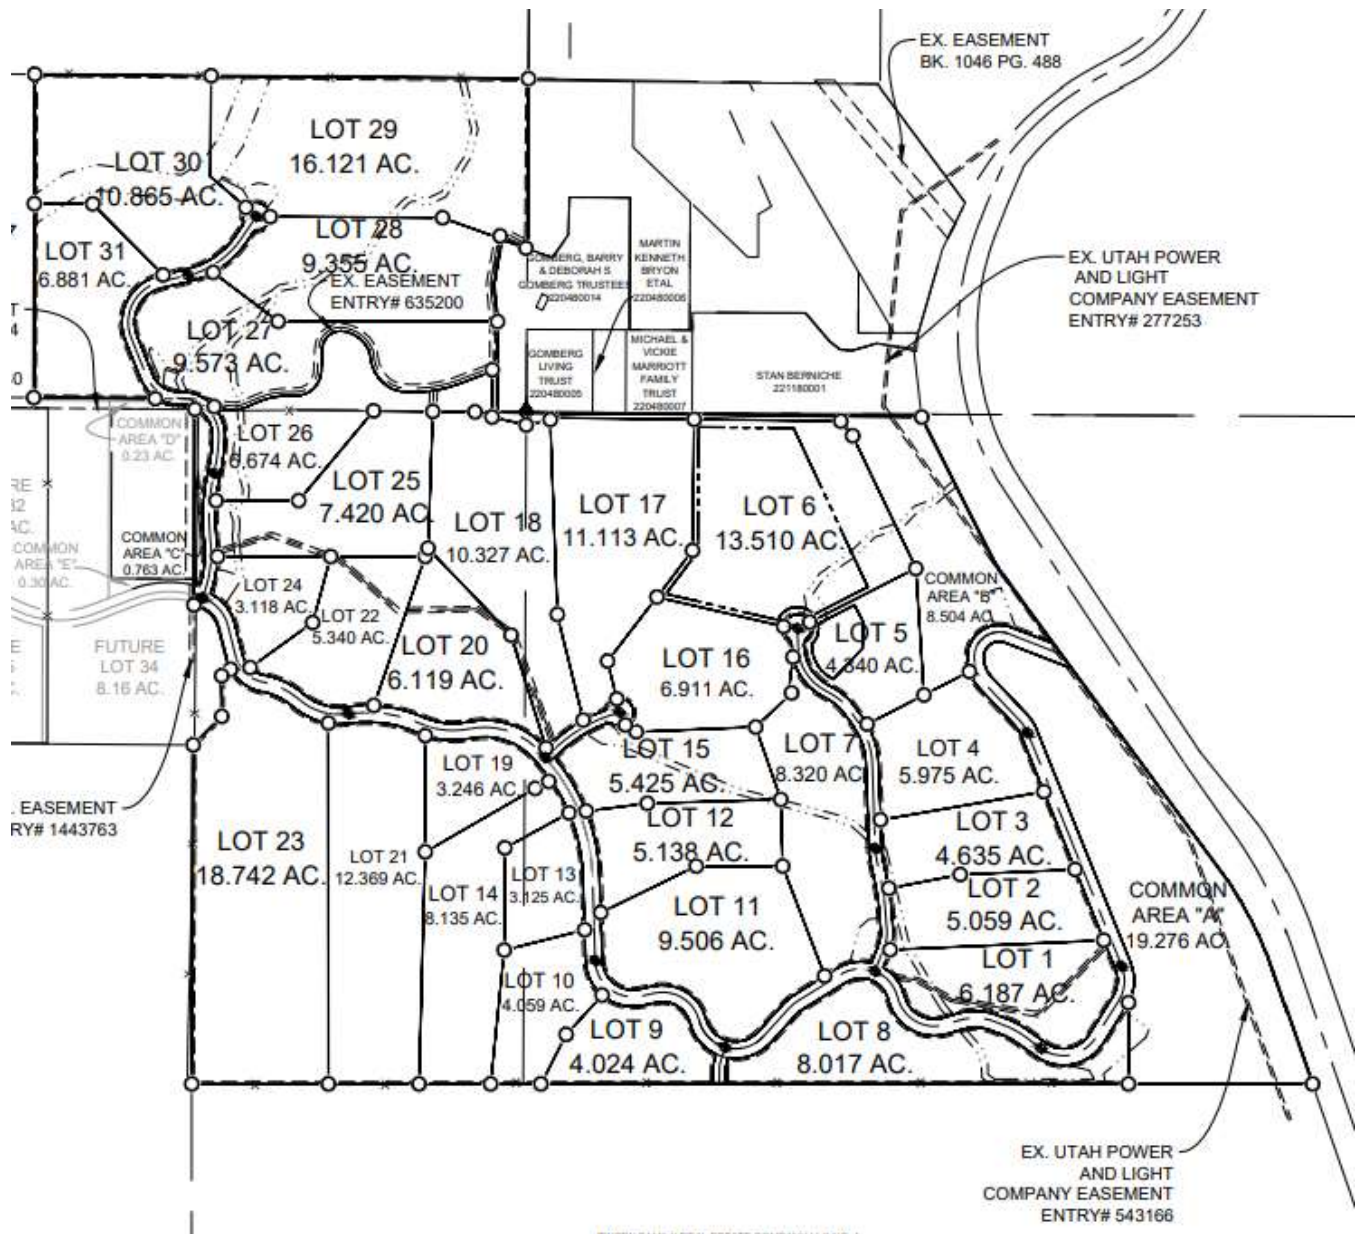 EX. EASEMENT
BK. 1046 PG. 488
LOT 29
16.121 AC.
LOT 30
10.865 AC.
LOT 31
6.881 AC.
LOT 28
9.355 AC.
EX. EASEMENT
ENTRY# 635200
GOMBERG, BARRY
& DEBORAH S
GOMBERG TRUSTEES
220480014
MARTIN
KENNETH
BRYON
ETAL
220480006
EX. UTAH POWER
AND LIGHT
COMPANY EASEMENT
ENTRY# 277253
LOT 27
9.573 AC.
GOMBERG
LIVING
TRUST
220480005
MICHAEL &
VICKIE
MARRIOTT
FAMILY
TRUST
220480007
STAN BERNICHE
221180001
COMMON
AREA "D"
0.23 AC.
LOT 26
LOT 25
7.420 AC.
LOT 18
10.327 AC.
LOT 17
11.113 AC.
LOT 6
13.510 AC.
COMMON
AREA "C"
0.763 AC.
COMMON
AREA "E"
0.30 AC.
LOT 24
3.118 AC.
LOT 22
5.340 AC.
COMMON
AREA "B"
8.504 AC.
FUTURE
LOT 34
8.16 AC.
LOT 20
6.119 AC.
LOT 16
6.911 AC.
LOT 5
4.340 AC.
LOT 19
3.246 AC.
LOT 15
5.425 AC.
LOT 7
8.320 AC.
LOT 4
5.975 AC.
EASEMENT
RY# 1443763
LOT 23
18.742 AC.
LOT 21
12.369 AC.
LOT 14
8.135 AC.
LOT 13
3.125 AC.
LOT 12
5.138 AC.
LOT 3
4.635 AC.
LOT 11
9.506 AC.
LOT 2
5.059 AC.
COMMON
AREA "A"
19.276 AC.
LOT 10
4.059 AC.
LOT 1
6.187 AC.
LOT 9
4.024 AC.
LOT 8
8.017 AC.
EX. UTAH POWER
AND LIGHT
COMPANY EASEMENT
ENTRY# 543166